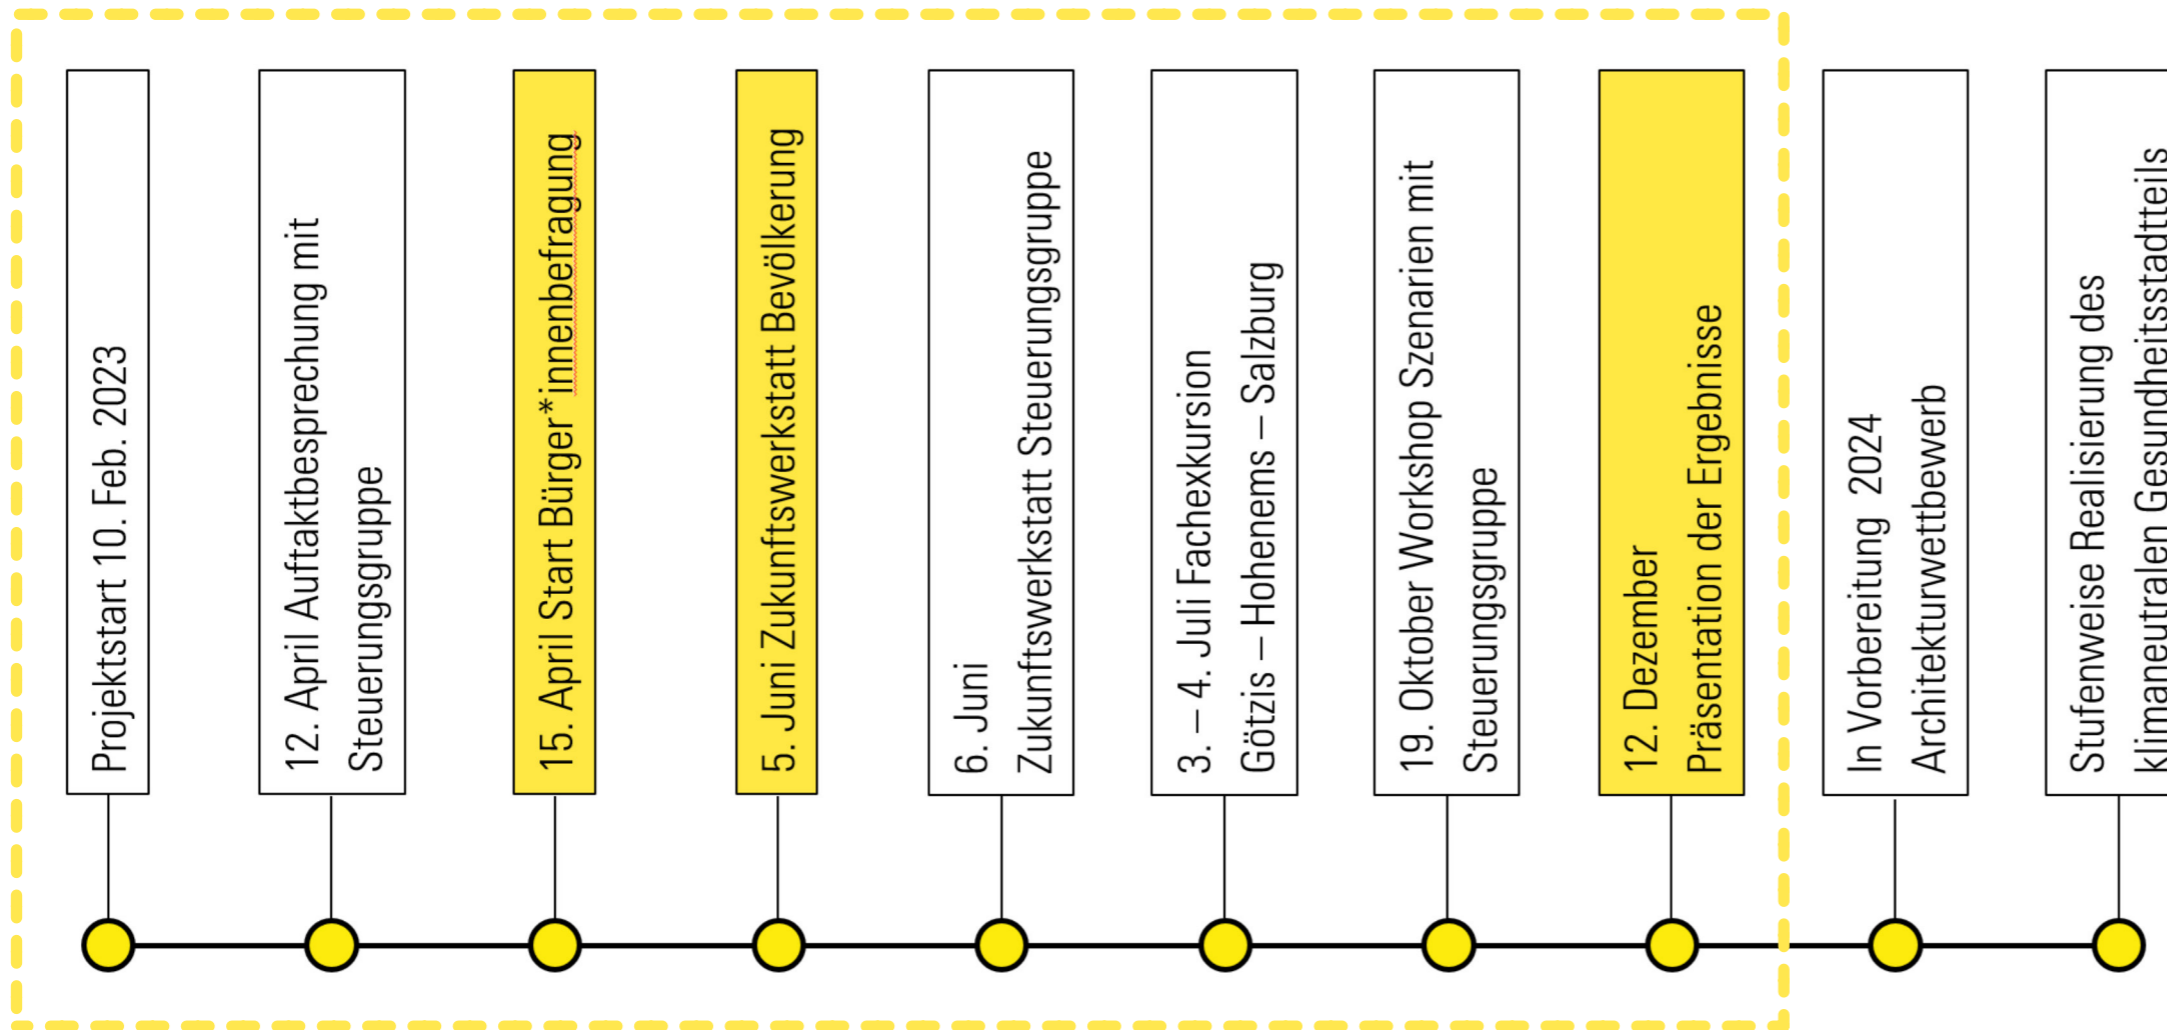 Projektstart 10. Feb. 2023
12. April Auftaktbesprechung mit
Steuerungsgruppe
15. April Start Bürger*innenbefragung
5. Juni Zukunftswerkstatt Bevölkerung
6. Juni
Zukunftswerkstatt Steuerungsgruppe
3. – 4. Juli Fachexkursion
Götzis – Hohenems – Salzburg
19. Oktober Workshop Szenarien mit
Steuerungsgruppe
12. Dezember
Präsentation der Ergebnisse
In Vorbereitung 2024
Architekturwettbewerb
Stufenweise Realisierung des
klimaneutralen Gesundheitsstadtteils